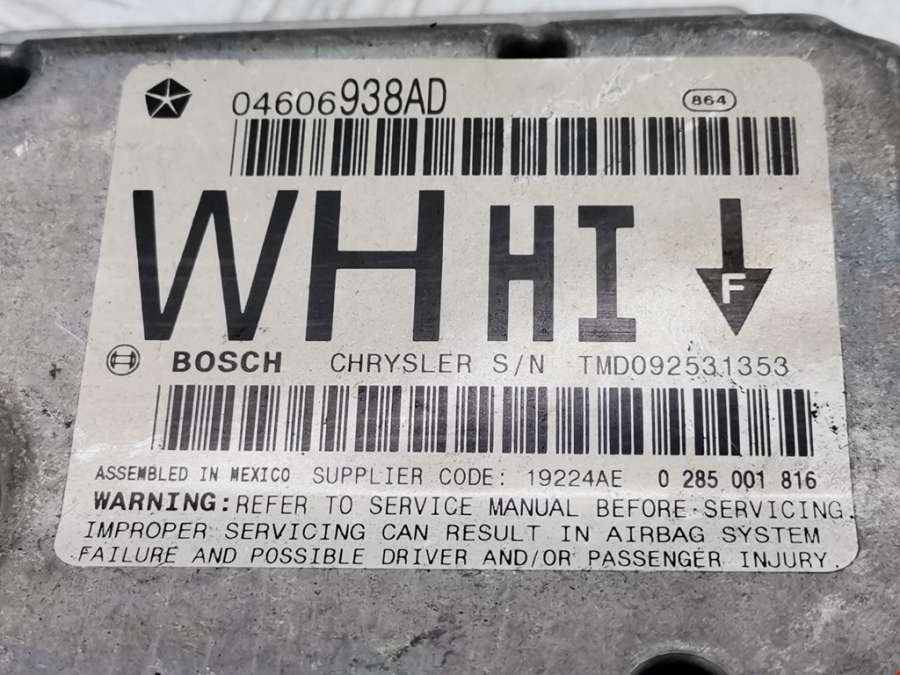 04606938AD 864
WH HI F
BOSCH CHRYSLER S/N TMD092531353
ASSEMBLED IN MEXICO SUPPLIER CODE: 19224AE 0 285 001 816
WARNING: REFER TO SERVICE MANUAL BEFORE SERVICING.
IMPROPER SERVICING CAN RESULT IN AIRBAG SYSTEM
FAILURE AND POSSIBLE DRIVER AND/OR PASSENGER INJURY.